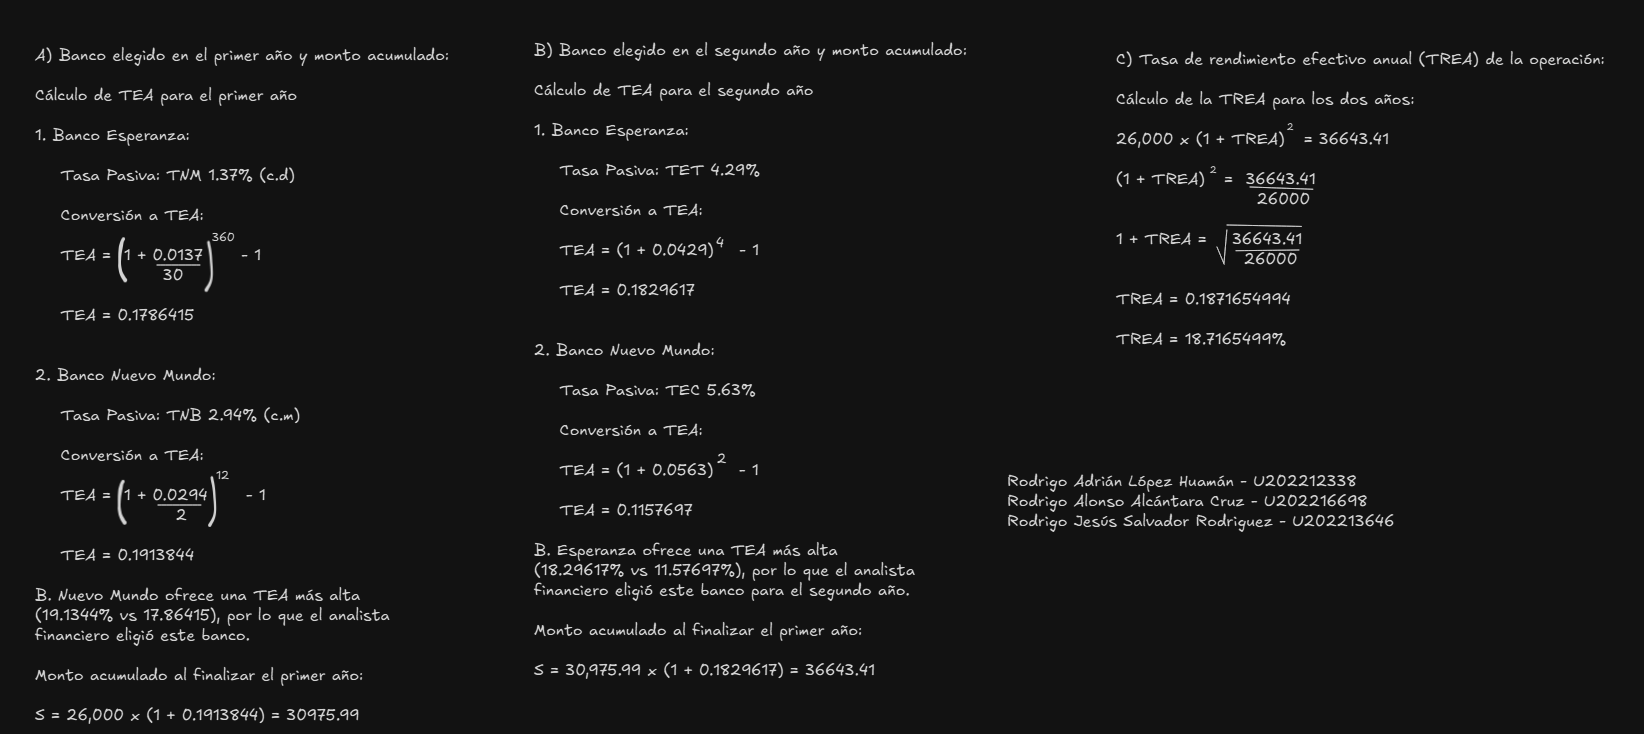 A) Banco elegido en el primer año y monto acumulado:
Cálculo de TEA para el primer año
1. Banco Esperanza:
Tasa Pasiva: TNM 1.37% (c.d)
Conversión a TEA:
TEA = (1 + 0.0137/30)^360 - 1
TEA = 0.1786415
2. Banco Nuevo Mundo:
Tasa Pasiva: TNB 2.94% (c.m)
Conversión a TEA:
TEA = (1 + 0.0294/2)^12 - 1
TEA = 0.1913844
B. Nuevo Mundo ofrece una TEA más alta
(19.1344% vs 17.86415), por lo que el analista
financiero eligió este banco.
Monto acumulado al finalizar el primer año:
S = 26,000 x (1 + 0.1913844) = 30975.99
B) Banco elegido en el segundo año y monto acumulado:
Cálculo de TEA para el segundo año
1. Banco Esperanza:
Tasa Pasiva: TET 4.29%
Conversión a TEA:
TEA = (1 + 0.0429)^4 - 1
TEA = 0.1829617
2. Banco Nuevo Mundo:
Tasa Pasiva: TEC 5.63%
Conversión a TEA:
TEA = (1 + 0.0563)^2 - 1
TEA = 0.1157697
B. Esperanza ofrece una TEA más alta
(18.29617% vs 11.57697%), por lo que el analista
financiero eligió este banco para el segundo año.
Monto acumulado al finalizar el primer año:
S = 30,975.99 x (1 + 0.1829617) = 36643.41
C) Tasa de rendimiento efectivo anual (TREA) de la operación:
Cálculo de la TREA para los dos años:
26,000 x (1 + TREA)^2 = 36643.41
(1 + TREA)^2 = 36643.41/26000
1 + TREA = √(36643.41/26000)
TREA = 0.1871654994
TREA = 18.7165499%
Rodrigo Adrián López Huamán - U202212338
Rodrigo Alonso Alcántara Cruz - U202216698
Rodrigo Jesús Salvador Rodriguez - U202213646